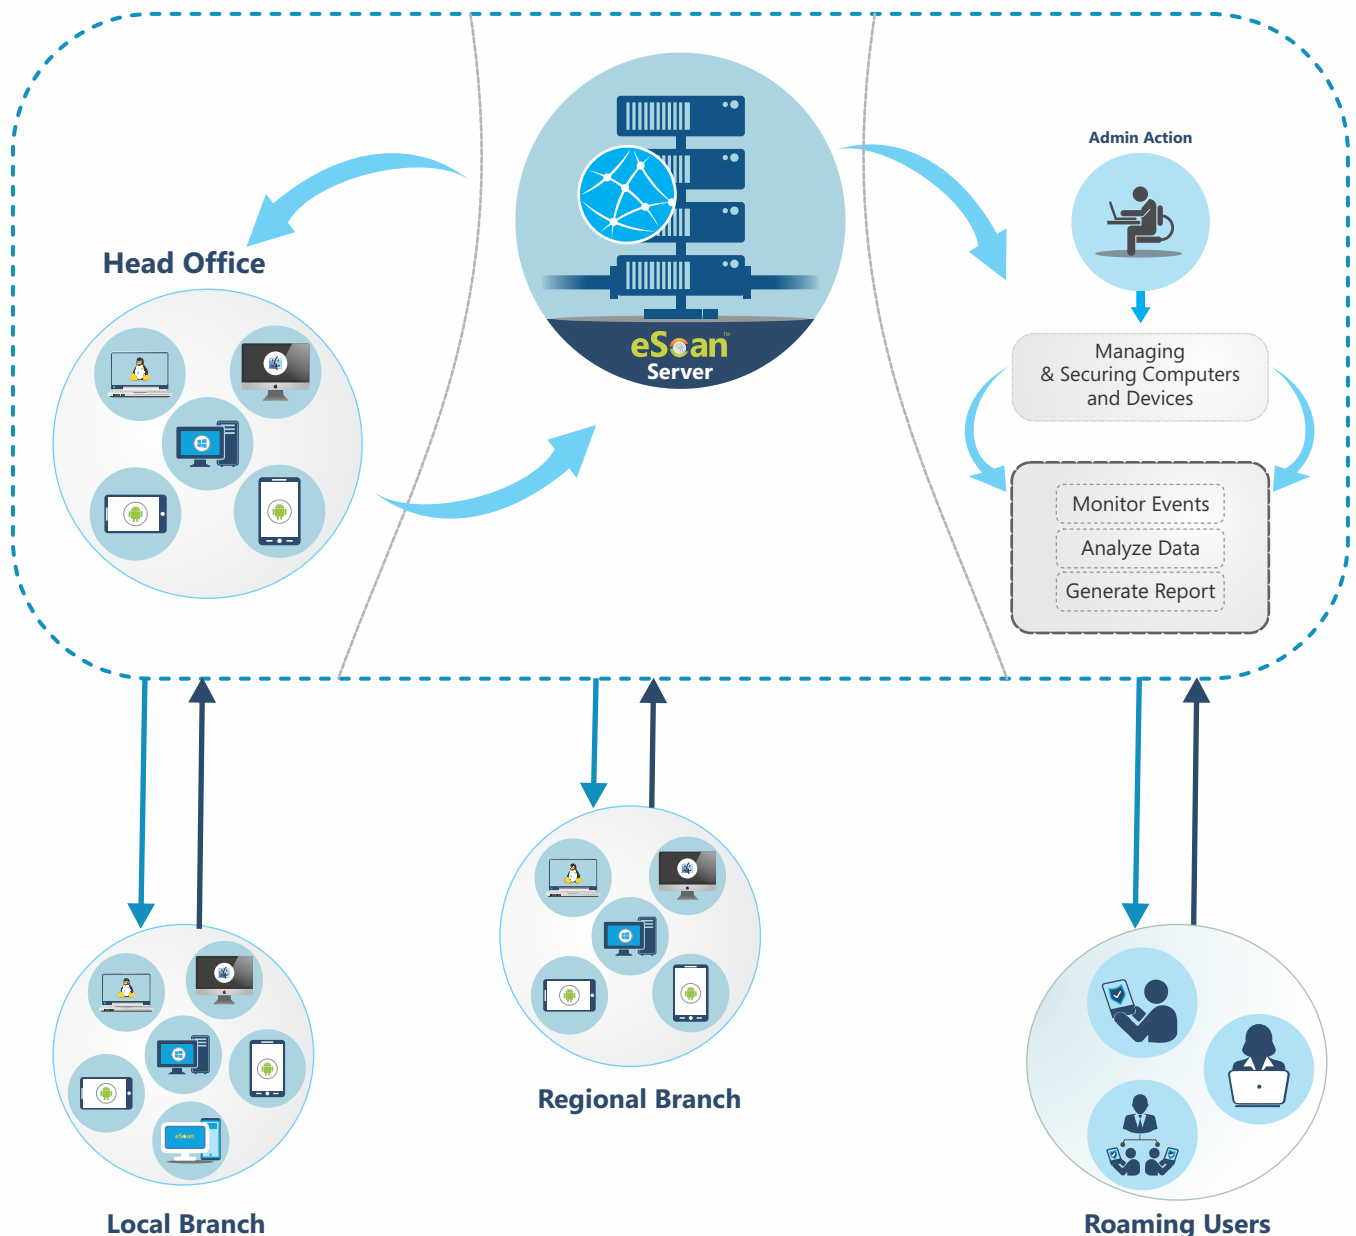 Admin Action
Head Office
eScan™
Server
Managing
& Securing Computers
and Devices
Monitor Events
Analyze Data
Generate Report
eScan
Regional Branch
Local Branch
Roaming Users